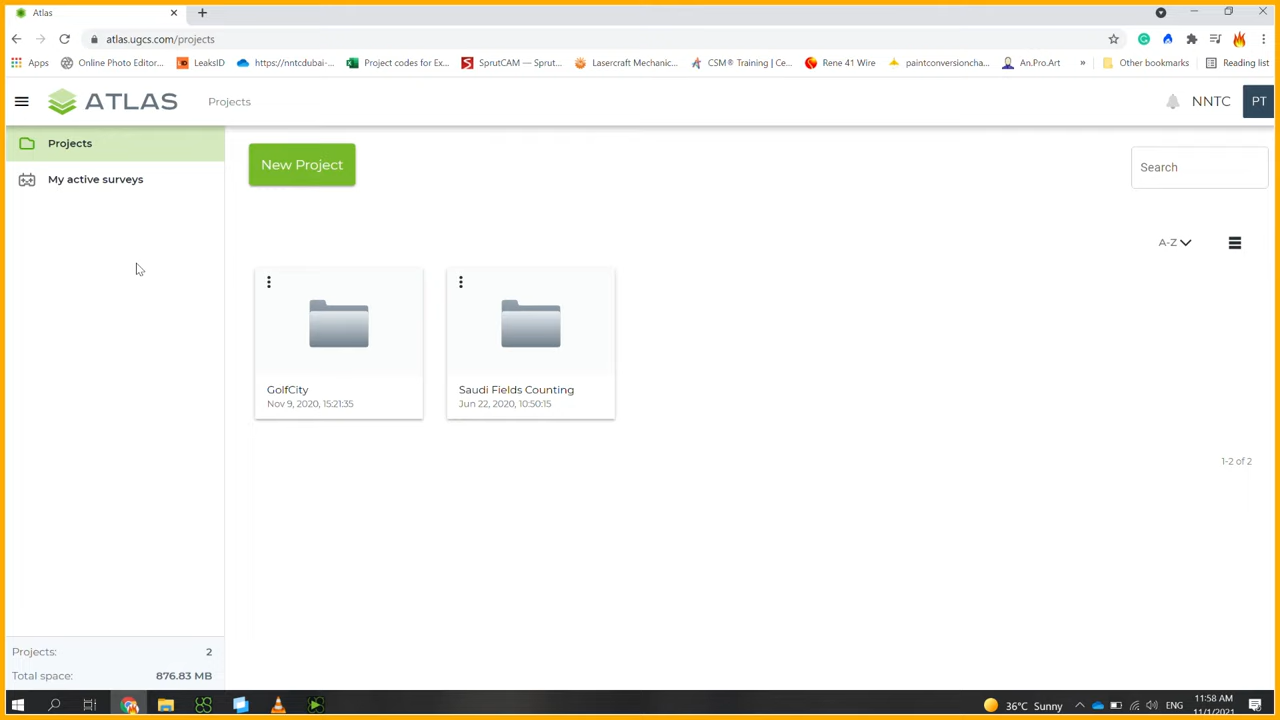 Atlas
atlas.ugcs.com/projects
Apps
Online Photo Editor...
LeaksID
https://nntcdubai-...
Project codes for Ex...
SprutCAM — Sprut...
Lasercraft Mechanic...
CSM® Training | Ce...
Rene 41 Wire
paintconversioncha...
An.Pro.Art
»
Other bookmarks
Reading list
ATLAS
Projects
NNTC
PT
Projects
My active surveys
New Project
Search
A-Z
GolfCity
Nov 9, 2020, 15:21:35
Saudi Fields Counting
Jun 22, 2020, 10:50:15
1-2 of 2
Projects: 2
Total space: 876.83 MB
36°C Sunny
ENG
11:58 AM
11/1/2021